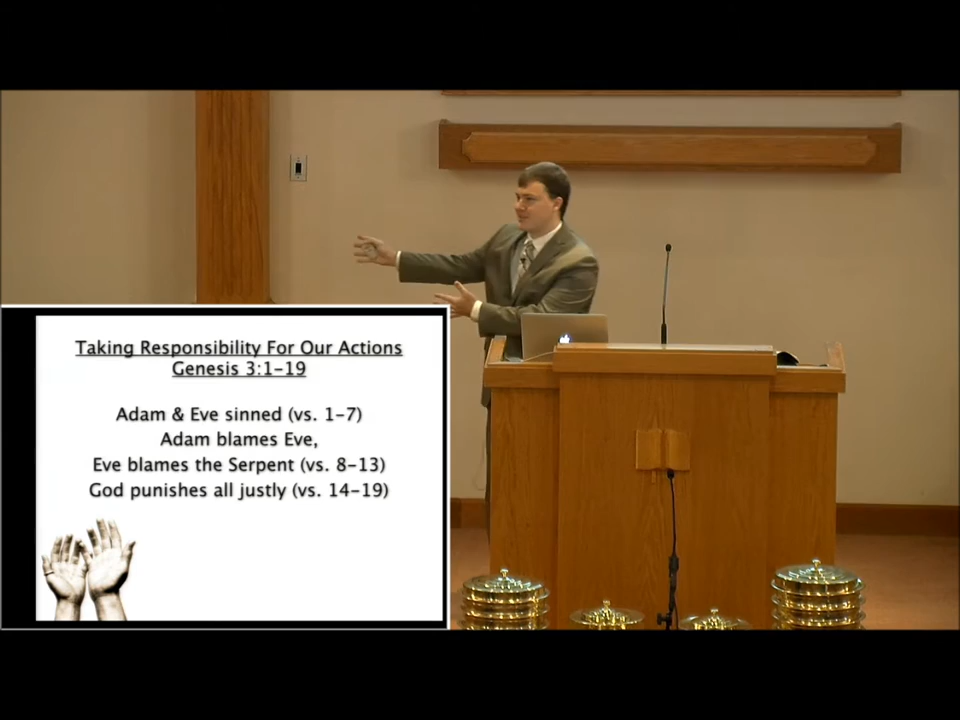 Taking Responsibility For Our Actions
Genesis 3:1-19
Adam & Eve sinned (vs. 1-7)
Adam blames Eve,
Eve blames the Serpent (vs. 8-13)
God punishes all justly (vs. 14-19)